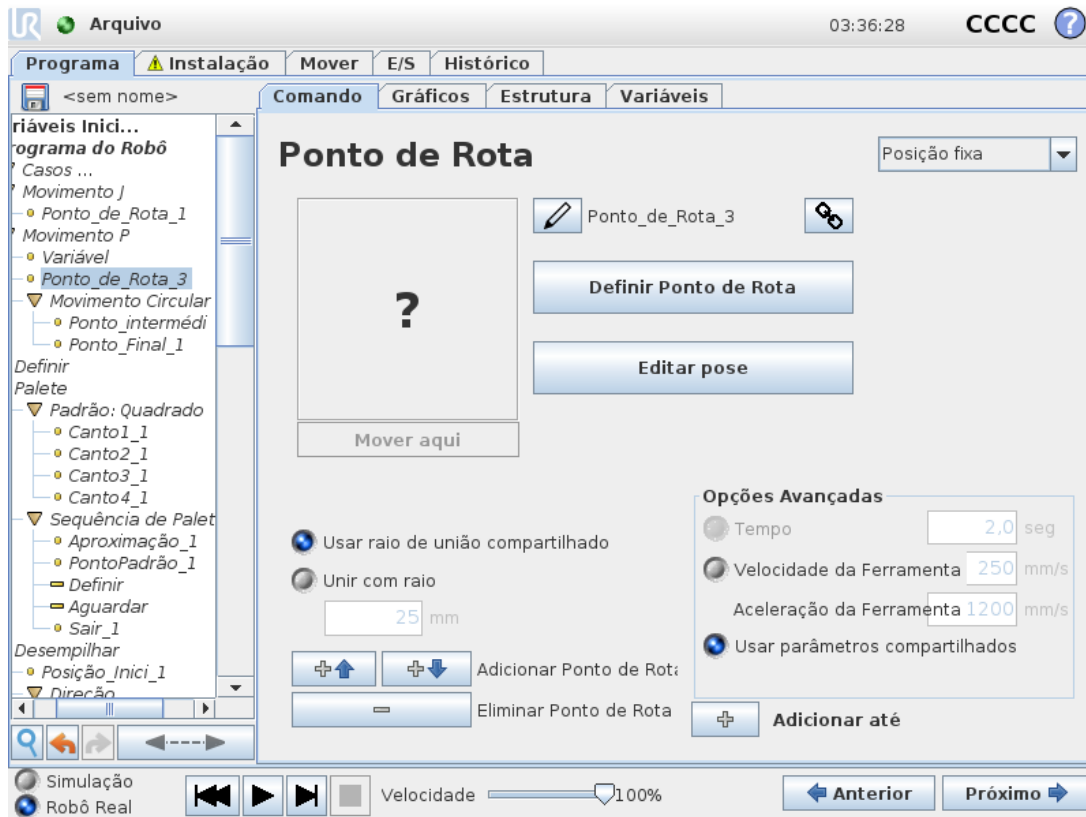 Arquivo 03:36:28 CCCC ?
Programa Instalação Mover E/S Histórico
<sem nome> Comando Gráficos Estrutura Variáveis
riáveis Inici...
rograma do Robô
Casos ...
Movimento J
Ponto_de_Rota_1
Movimento P
Variável
Ponto_de_Rota_3
Movimento Circular
Ponto_intermédi
Ponto_Final_1
Definir
Palete
Padrão: Quadrado
Canto1_1
Canto2_1
Canto3_1
Canto4_1
Sequência de Palet
Aproximação_1
PontoPadrão_1
Definir
Aguardar
Sair_1
Desempilhar
Posição_Inici_1
Direção
Ponto de Rota
Posição fixa
Ponto_de_Rota_3
?
Definir Ponto de Rota
Editar pose
Mover aqui
Usar raio de união compartilhado
Unir com raio
25 mm
Adicionar Ponto de Rota
Eliminar Ponto de Rota
Opções Avançadas
Tempo 2,0 seg
Velocidade da Ferramenta 250 mm/s
Aceleração da Ferramenta 1200 mm/s
Usar parâmetros compartilhados
Adicionar até
Simulação
Robô Real
Velocidade 100%
Anterior Próximo